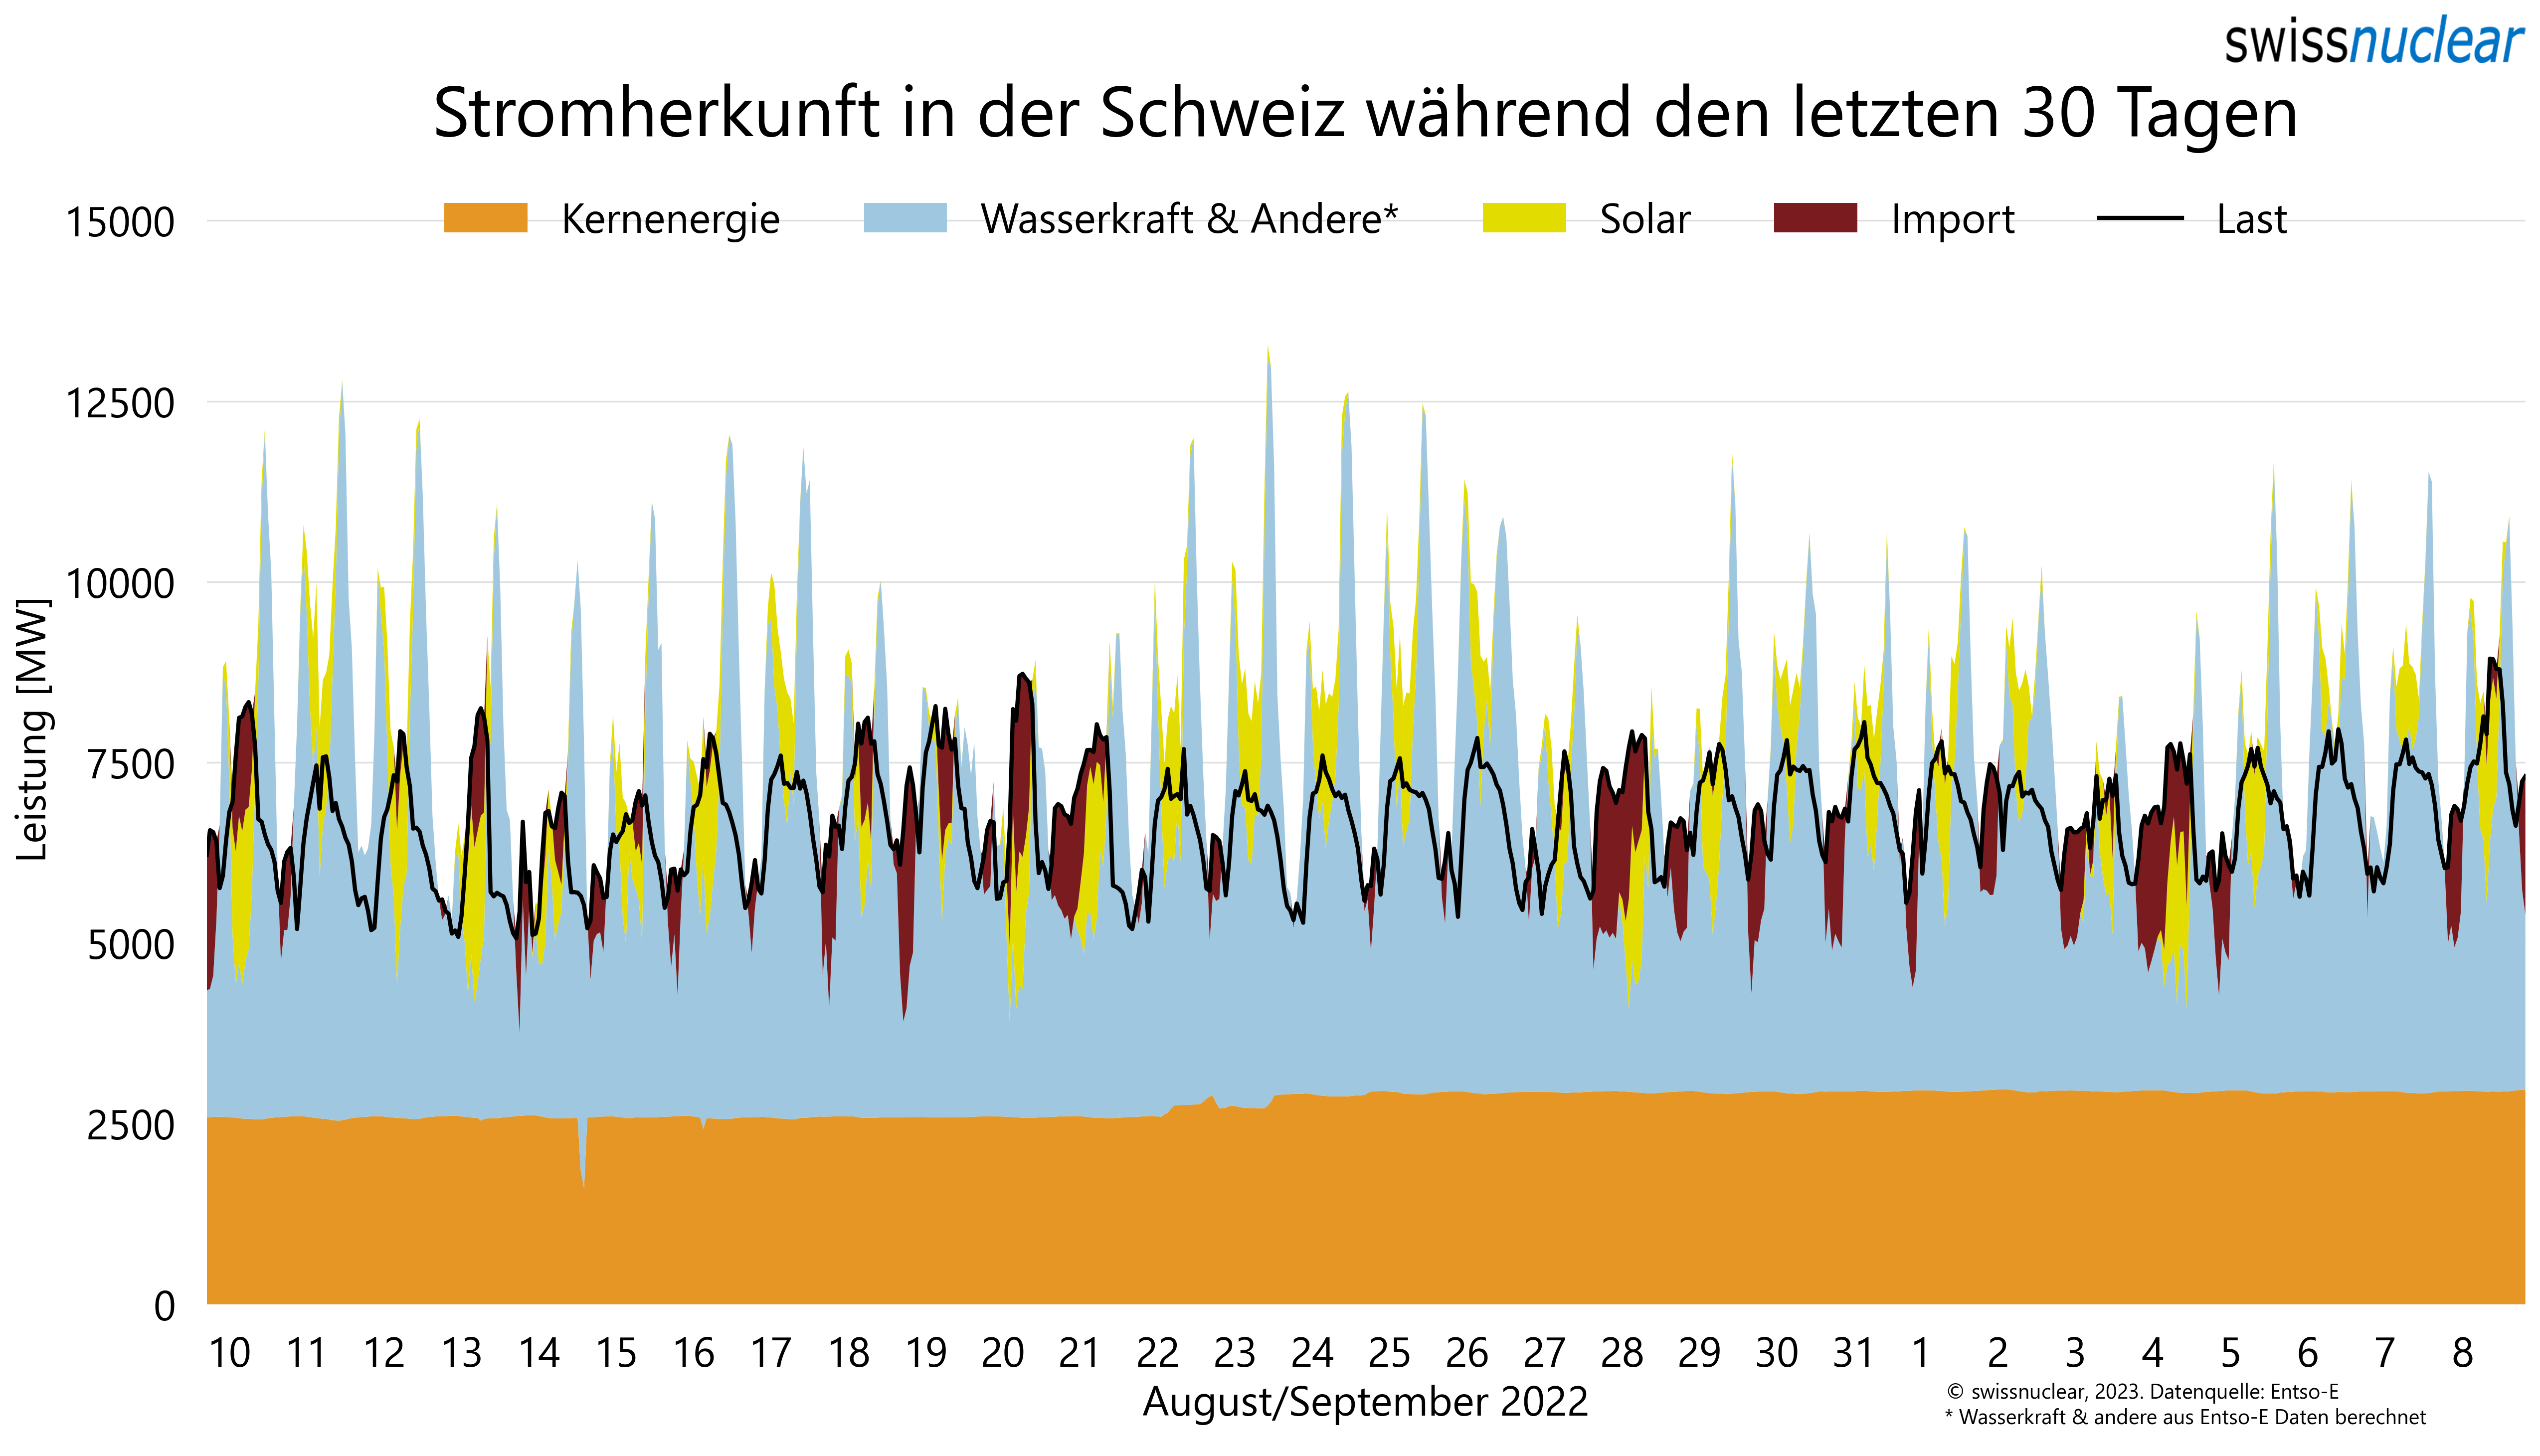 swissnuclear
Stromherkunft in der Schweiz während den letzten 30 Tagen
Kernenergie Wasserkraft & Andere* Solar Import Last
15000
12500
10000
7500
5000
2500
0
Leistung [MW]
10 11 12 13 14 15 16 17 18 19 20 21 22 23 24 25 26 27 28 29 30 31 1 2 3 4 5 6 7 8
August/September 2022
© swissnuclear, 2023. Datenquelle: Entso-E
* Wasserkraft & andere aus Entso-E Daten berechnet